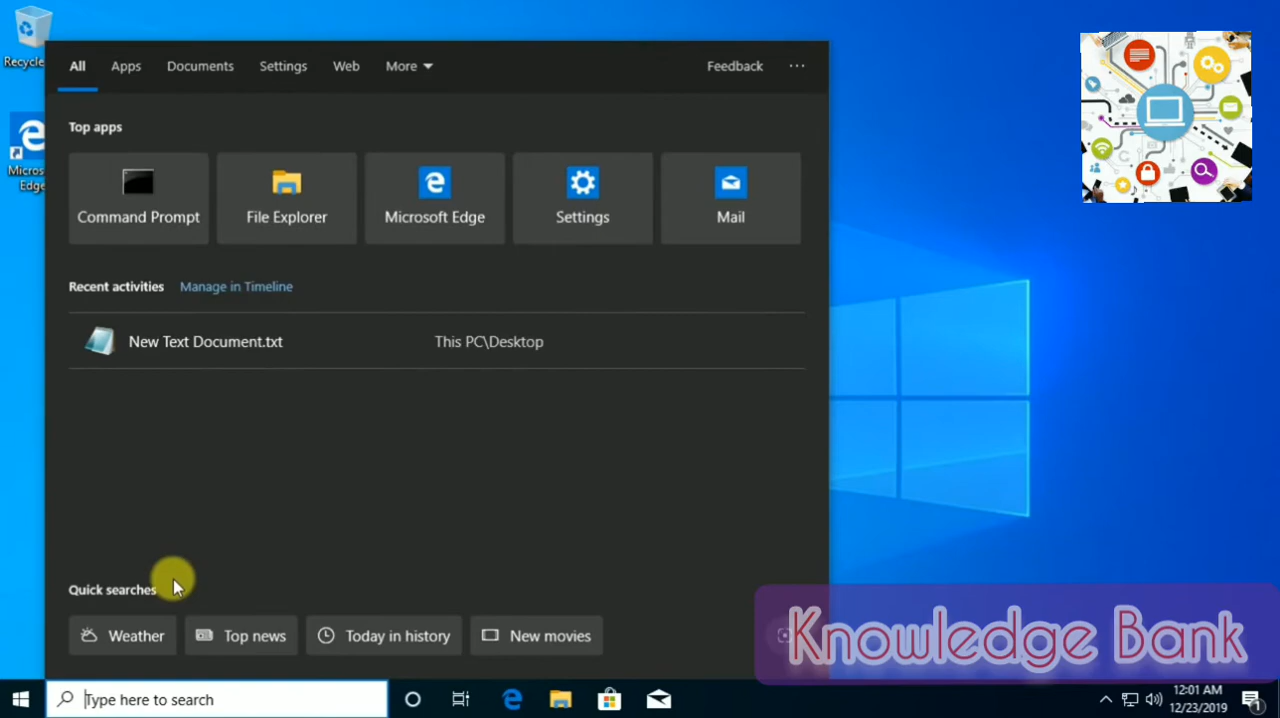 Recycle
Micros
Edge
All
Apps
Documents
Settings
Web
More
Feedback
Top apps
Command Prompt
File Explorer
Microsoft Edge
Settings
Mail
Recent activities
Manage in Timeline
New Text Document.txt
This PC\Desktop
Quick searches
Weather
Top news
Today in history
New movies
Knowledge Bank
Type here to search
12:01 AM
12/23/2019
1